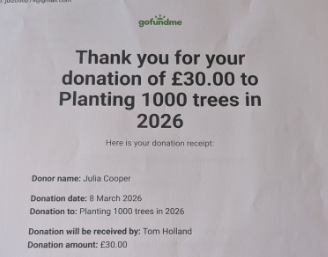 gofundme
Thank you for your
donation of £30.00 to
Planting 1000 trees in
2026
Here is your donation receipt:
Donor name: Julia Cooper
Donation date: 8 March 2026
Donation to: Planting 1000 trees in 2026
Donation will be received by: Tom Holland
Donation amount: £30.00